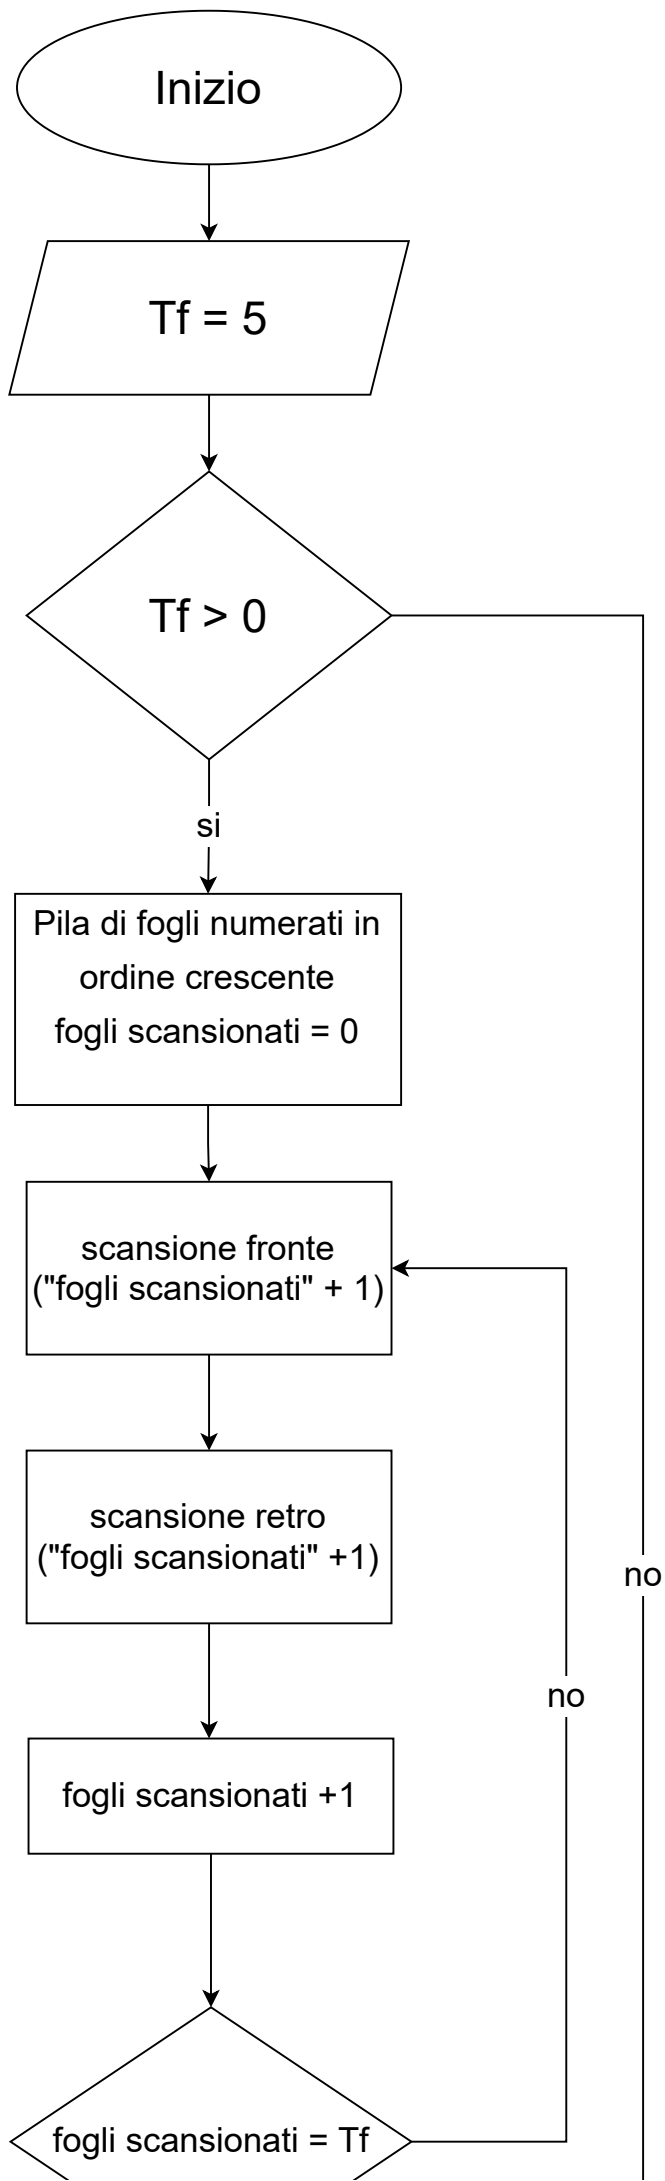 Inizio
Tf = 5
Tf > 0
si
Pila di fogli numerati in
ordine crescente
fogli scansionati = 0
scansione fronte
("fogli scansionati" + 1)
scansione retro
("fogli scansionati" +1)
no
no
fogli scansionati +1
fogli scansionati = Tf